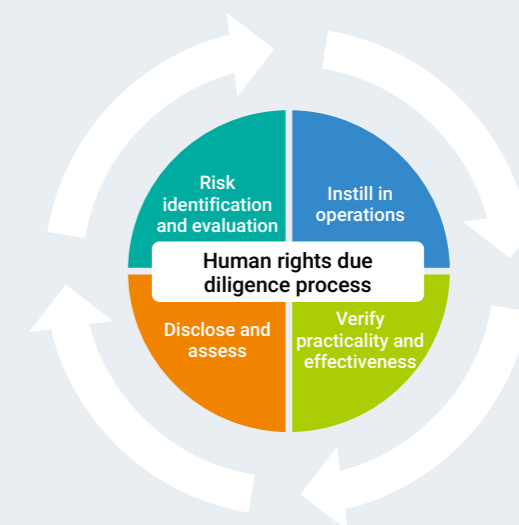 Risk
identification
and evaluation
Instill in
operations
Human rights due
diligence process
Disclose and
assess
Verify
practicality and
effectiveness